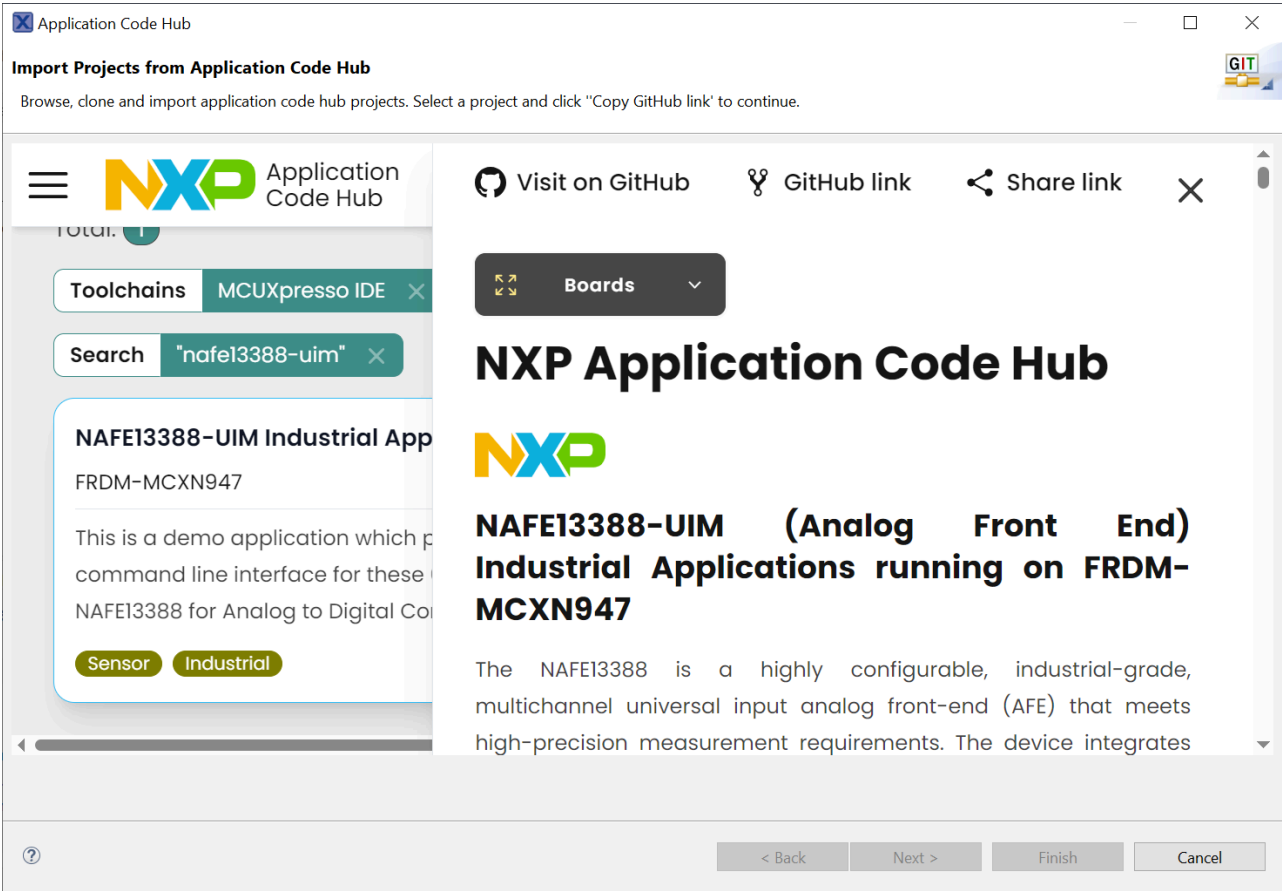 Application Code Hub
Import Projects from Application Code Hub
Browse, clone and import application code hub projects. Select a project and click "Copy GitHub link' to continue.
GIT
NXP Application
Code Hub
Total: 1
Toolchains MCUXpresso IDE
Search "nafe13388-uim"
NAFE13388-UIM Industrial App
FRDM-MCXN947
This is a demo application which p
command line interface for these
NAFE13388 for Analog to Digital Co
Sensor Industrial
Visit on GitHub GitHub link Share link
Boards
NXP Application Code Hub
NXP
NAFE13388-UIM (Analog Front End)
Industrial Applications running on FRDM-
MCXN947
The NAFE13388 is a highly configurable, industrial-grade,
multichannel universal input analog front-end (AFE) that meets
high-precision measurement requirements. The device integrates
< Back Next > Finish Cancel